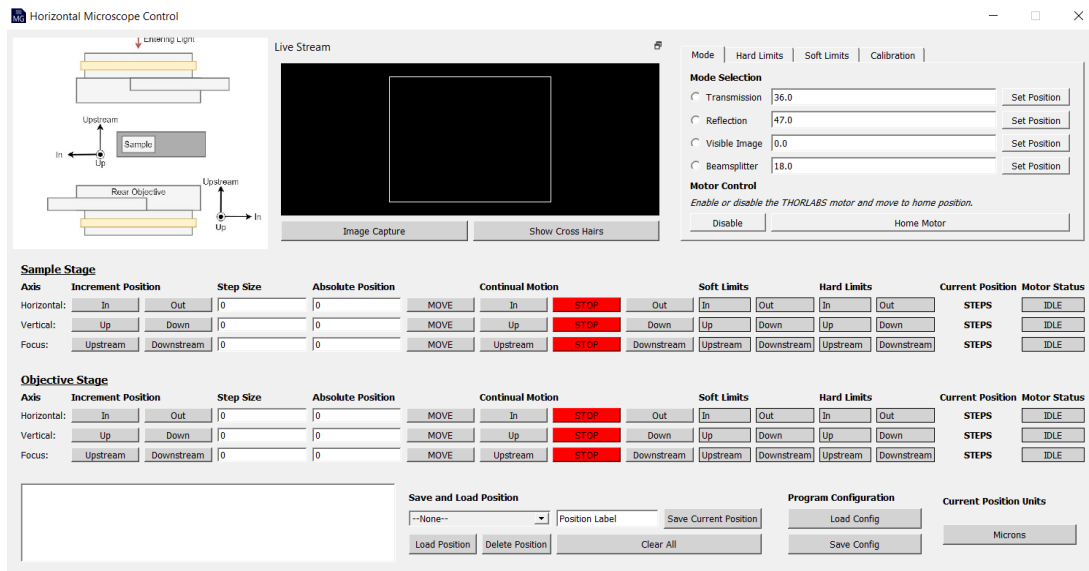 MG Horizontal Microscope Control
Entering Light
Upstream
Sample
In
Up
Rear Objective
Upstream
In
Up
Live Stream
Image Capture Show Cross Hairs
Mode Hard Limits Soft Limits Calibration
Mode Selection
Transmission 36.0 Set Position
Reflection 47.0 Set Position
Visible Image 0.0 Set Position
Beamsplitter 18.0 Set Position
Motor Control
Enable or disable the THORLABS motor and move to home position.
Disable Home Motor
Sample Stage
Axis Increment Position Step Size Absolute Position Continual Motion Soft Limits Hard Limits Current Position Motor Status
Horizontal: In Out 0 0 MOVE In STOP Out In Out In Out STEPS IDLE
Vertical: Up Down 0 0 MOVE Up STOP Down Up Down Up Down STEPS IDLE
Focus: Upstream Downstream 0 0 MOVE Upstream STOP Downstream Upstream Downstream Upstream Downstream STEPS IDLE
Objective Stage
Axis Increment Position Step Size Absolute Position Continual Motion Soft Limits Hard Limits Current Position Motor Status
Horizontal: In Out 0 0 MOVE In STOP Out In Out In Out STEPS IDLE
Vertical: Up Down 0 0 MOVE Up STOP Down Up Down Up Down STEPS IDLE
Focus: Upstream Downstream 0 0 MOVE Upstream STOP Downstream Upstream Downstream Upstream Downstream STEPS IDLE
Save and Load Position
--None-- Position Label Save Current Position
Load Position Delete Position Clear All
Program Configuration
Load Config
Save Config
Current Position Units
Microns